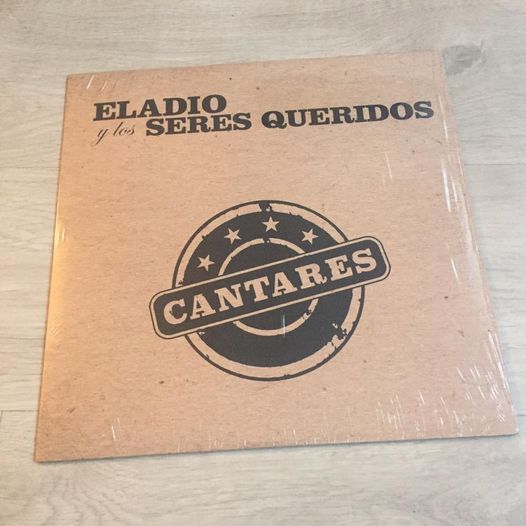 ELADIO
y los SERES QUERIDOS
CANTARES